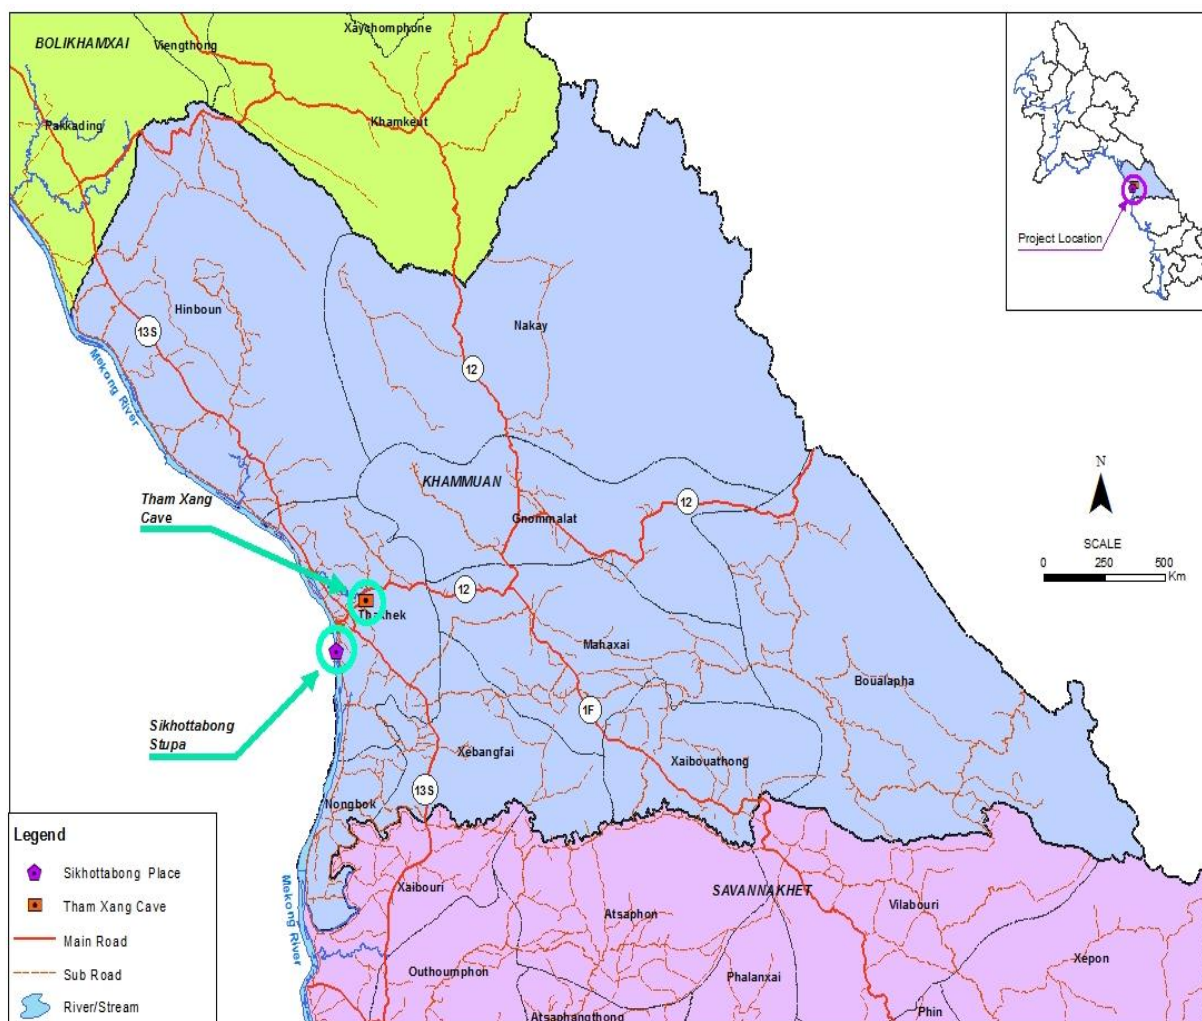 BOLIKHAMXAI
Viengthong
Xaychomphone
Pakkading
Khamkeut
Project Location
Hinboun
13S
Nakay
12
Mekong River
KHAMMUAN
Tham Xang
Cave
12
Gnommalat
N
SCALE
0 250 500
Km
12
Thakhek
Mahaxai
Boualapha
Sikhottabong
Stupa
1F
Xebangfai
Xaibouathong
13S
Nongbok
Legend
Sikhottabong Place
Tham Xang Cave
Main Road
Sub Road
River/Stream
Mekong River
Xaibouri
SAVANNAKHET
Vilabouri
Atsaphon
Outhoumphon
Phalanxai
Xepon
Atsaphangthong
Phin